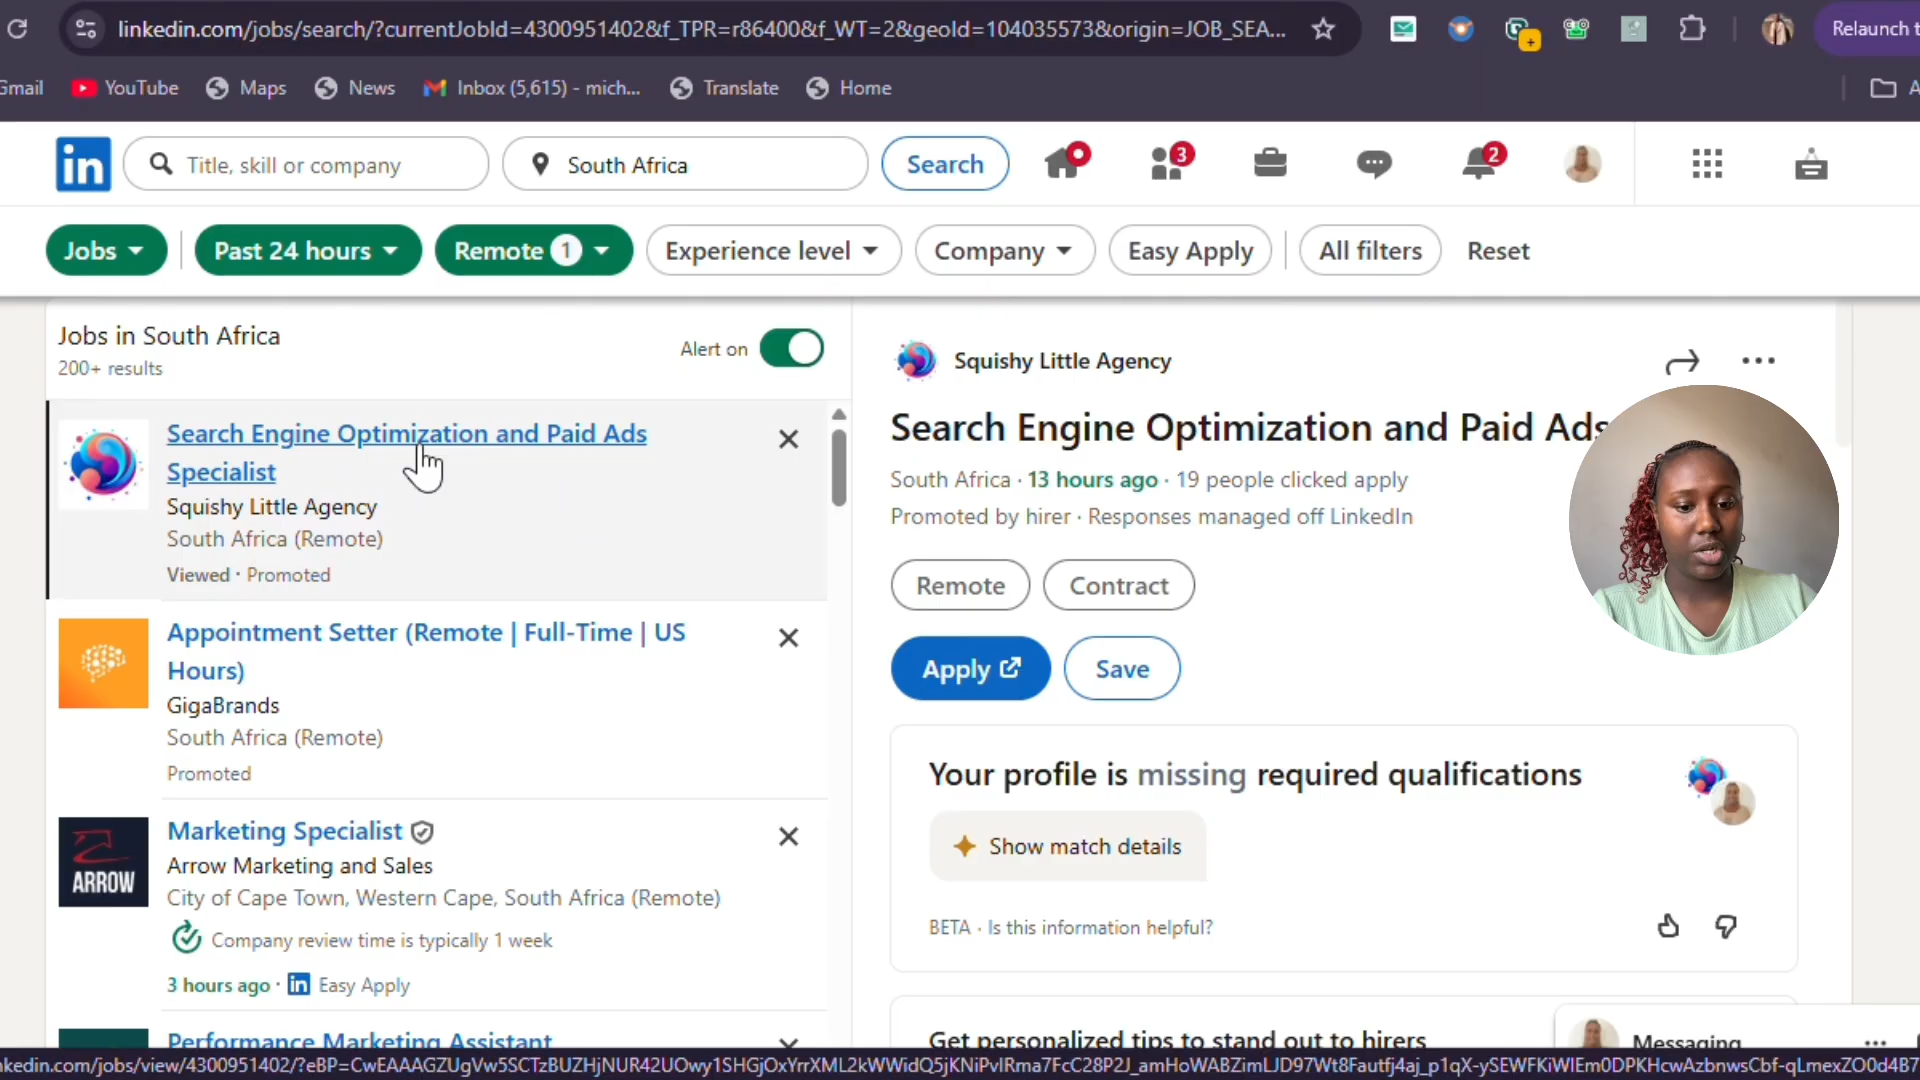 linkedin.com/jobs/search/?currentJobId=4300951402&f_TPR=r86400&f_WT=2&geoId=104035573&origin=JOB_SEA...
Relaunch t
Gmail
YouTube
Maps
News
Inbox (5,615) - mich...
Translate
Home
A
in
Title, skill or company
South Africa
Search
3
2
Jobs
Past 24 hours
Remote 1
Experience level
Company
Easy Apply
All filters
Reset
Jobs in South Africa
200+ results
Alert on
Search Engine Optimization and Paid Ads
Specialist
Squishy Little Agency
South Africa (Remote)
Viewed · Promoted
Appointment Setter (Remote | Full-Time | US
Hours)
GigaBrands
South Africa (Remote)
Promoted
ARROW
Marketing Specialist
Arrow Marketing and Sales
City of Cape Town, Western Cape, South Africa (Remote)
Company review time is typically 1 week
3 hours ago · in Easy Apply
Performance Marketing Assistant
Squishy Little Agency
Search Engine Optimization and Paid Ads
South Africa · 13 hours ago · 19 people clicked apply
Promoted by hirer · Responses managed off LinkedIn
Remote
Contract
Apply
Save
Your profile is missing required qualifications
Show match details
BETA · Is this information helpful?
Get personalized tips to stand out to hirers
Messaging